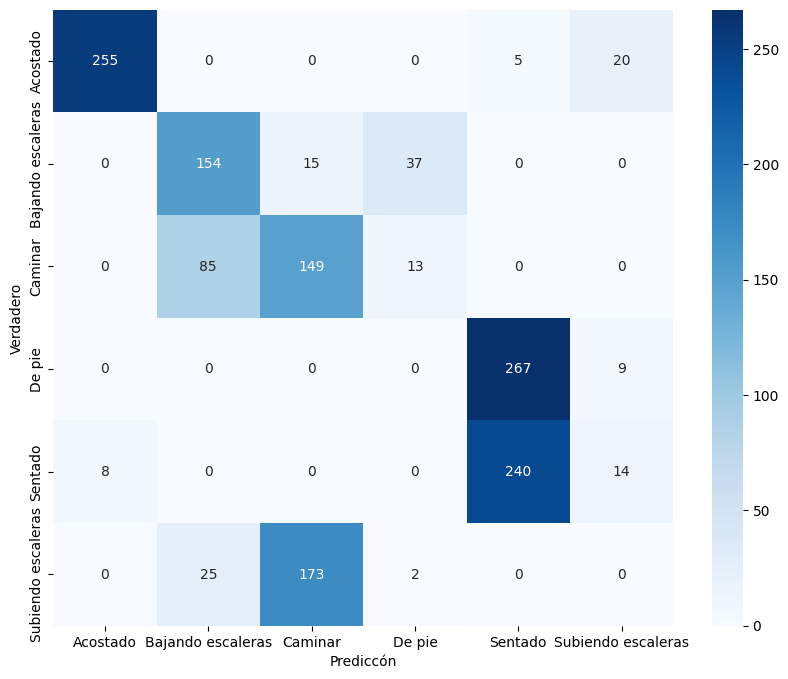 Verdadero
Acostado 255 0 0 0 5 20
Bajando escaleras 0 154 15 37 0 0
Caminar 0 85 149 13 0 0
De pie 0 0 0 0 267 9
Sentado 8 0 0 0 240 14
Subiendo escaleras 0 25 173 2 0 0
Acostado Bajando escaleras Caminar De pie Sentado Subiendo escaleras
Prediccón
250
200
150
100
50
0